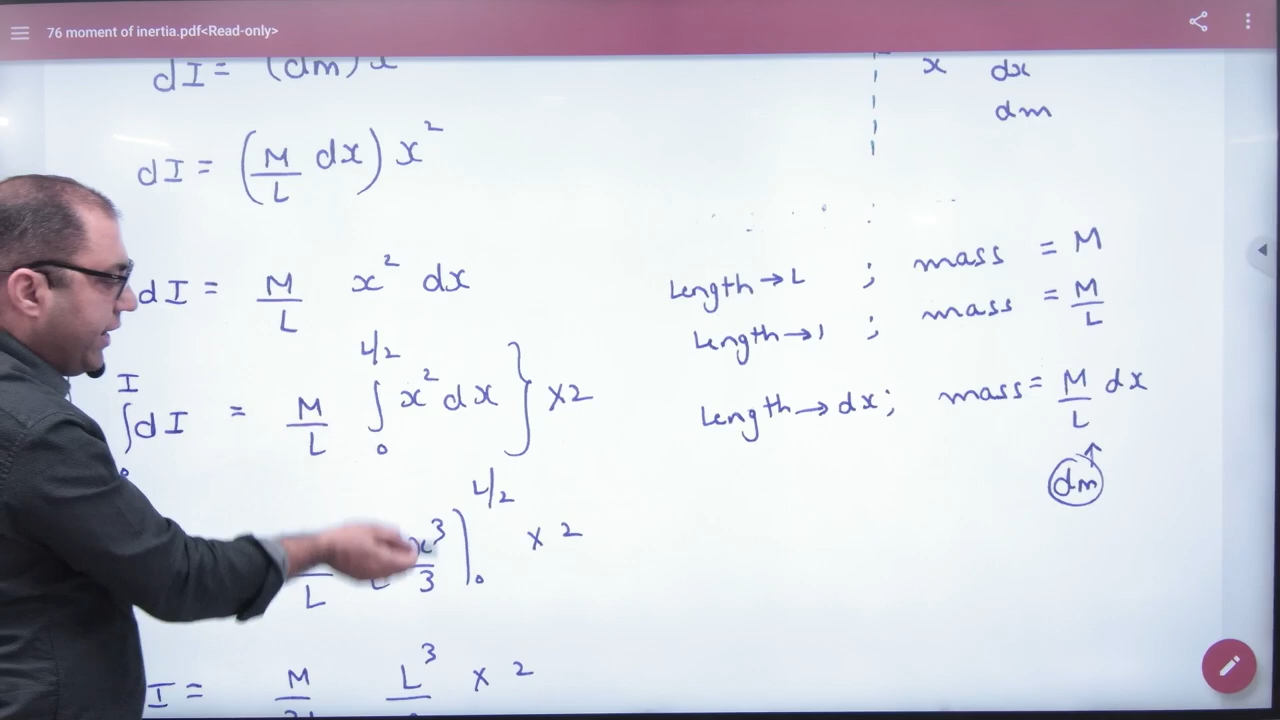 76 moment of inertia.pdf<Read-only>
dI = (dm) x
x dx
dm
dI = (M/L dx) x²
dI = M/L x² dx
Length → L ; mass = M
Length → 1 ; mass = M/L
∫₀ᴵ dI = M/L ∫₀^(L/2) x² dx } ×2
Length → dx; mass = M/L dx
↑
dm
L [x³/3]₀^(L/2) × 2
I = M L³ × 2